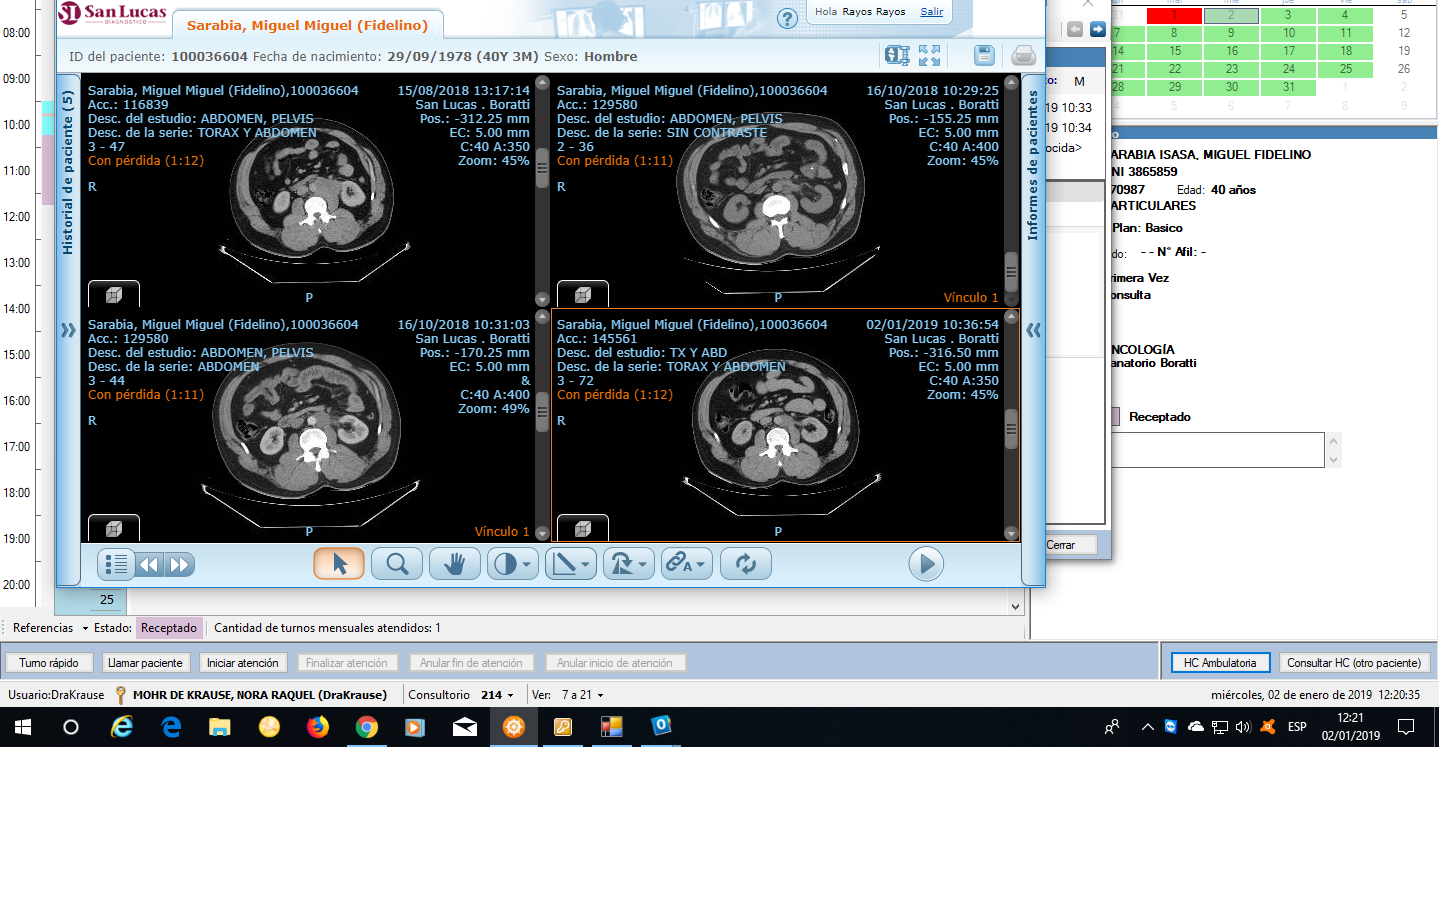 San Lucas
DIAGNÓSTICO
Sarabia, Miguel Miguel (Fidelino)
?
Hola Rayos Rayos Salir
ID del paciente: 100036604 Fecha de nacimiento: 29/09/1978 (40Y 3M) Sexo: Hombre
Historial de paciente (5)
Sarabia, Miguel Miguel (Fidelino),100036604
Acc.: 116839
Desc. del estudio: ABDOMEN, PELVIS
Desc. de la serie: TORAX Y ABDOMEN
3 - 47
Con pérdida (1:12)
R
15/08/2018 13:17:14
San Lucas . Boratti
Pos.: -312.25 mm
EC: 5.00 mm
C:40 A:350
Zoom: 45%
P
Sarabia, Miguel Miguel (Fidelino),100036604
Acc.: 129580
Desc. del estudio: ABDOMEN, PELVIS
Desc. de la serie: SIN CONTRASTE
2 - 36
Con pérdida (1:11)
R
16/10/2018 10:29:25
San Lucas . Boratti
Pos.: -155.25 mm
EC: 5.00 mm
C:40 A:400
Zoom: 45%
P
Vínculo 1
Sarabia, Miguel Miguel (Fidelino),100036604
Acc.: 129580
Desc. del estudio: ABDOMEN, PELVIS
Desc. de la serie: ABDOMEN
3 - 44
Con pérdida (1:11)
R
16/10/2018 10:31:03
San Lucas . Boratti
Pos.: -170.25 mm
EC: 5.00 mm
&
C:40 A:400
Zoom: 49%
P
Vínculo 1
Sarabia, Miguel Miguel (Fidelino),100036604
Acc.: 145561
Desc. del estudio: TX Y ABD
Desc. de la serie: TORAX Y ABDOMEN
3 - 72
Con pérdida (1:12)
R
02/01/2019 10:36:54
San Lucas . Boratti
Pos.: -316.50 mm
EC: 5.00 mm
C:40 A:350
Zoom: 45%
P
Informes de pacientes
A
08:00
09:00
10:00
11:00
12:00
13:00
14:00
15:00
16:00
17:00
18:00
19:00
20:00
25
to: M
19 10:33
19 10:34
ocida>
Cerrar
31 1 2 3 4 5
7 8 9 10 11 12
14 15 16 17 18 19
21 22 23 24 25 26
28 29 30 31 1 2
4 5 6 7 8 9
o
ARABIA ISASA, MIGUEL FIDELINO
NI 3865859
70987 Edad: 40 años
ARTICULARES
Plan: Basico
do: - - N° Afil: -
rimera Vez
onsulta
NCOLOGÍA
anatorio Boratti
Receptado
Referencias Estado: Receptado Cantidad de turnos mensuales atendidos: 1
Turno rápido Llamar paciente Iniciar atención Finalizar atención Anular fin de atención Anular inicio de atención HC Ambulatoria Consultar HC (otro paciente)
Usuario:DraKrause MOHR DE KRAUSE, NORA RAQUEL (DraKrause) Consultorio 214 Ver: 7 a 21 miércoles, 02 de enero de 2019 12:20:35
ESP
12:21
02/01/2019